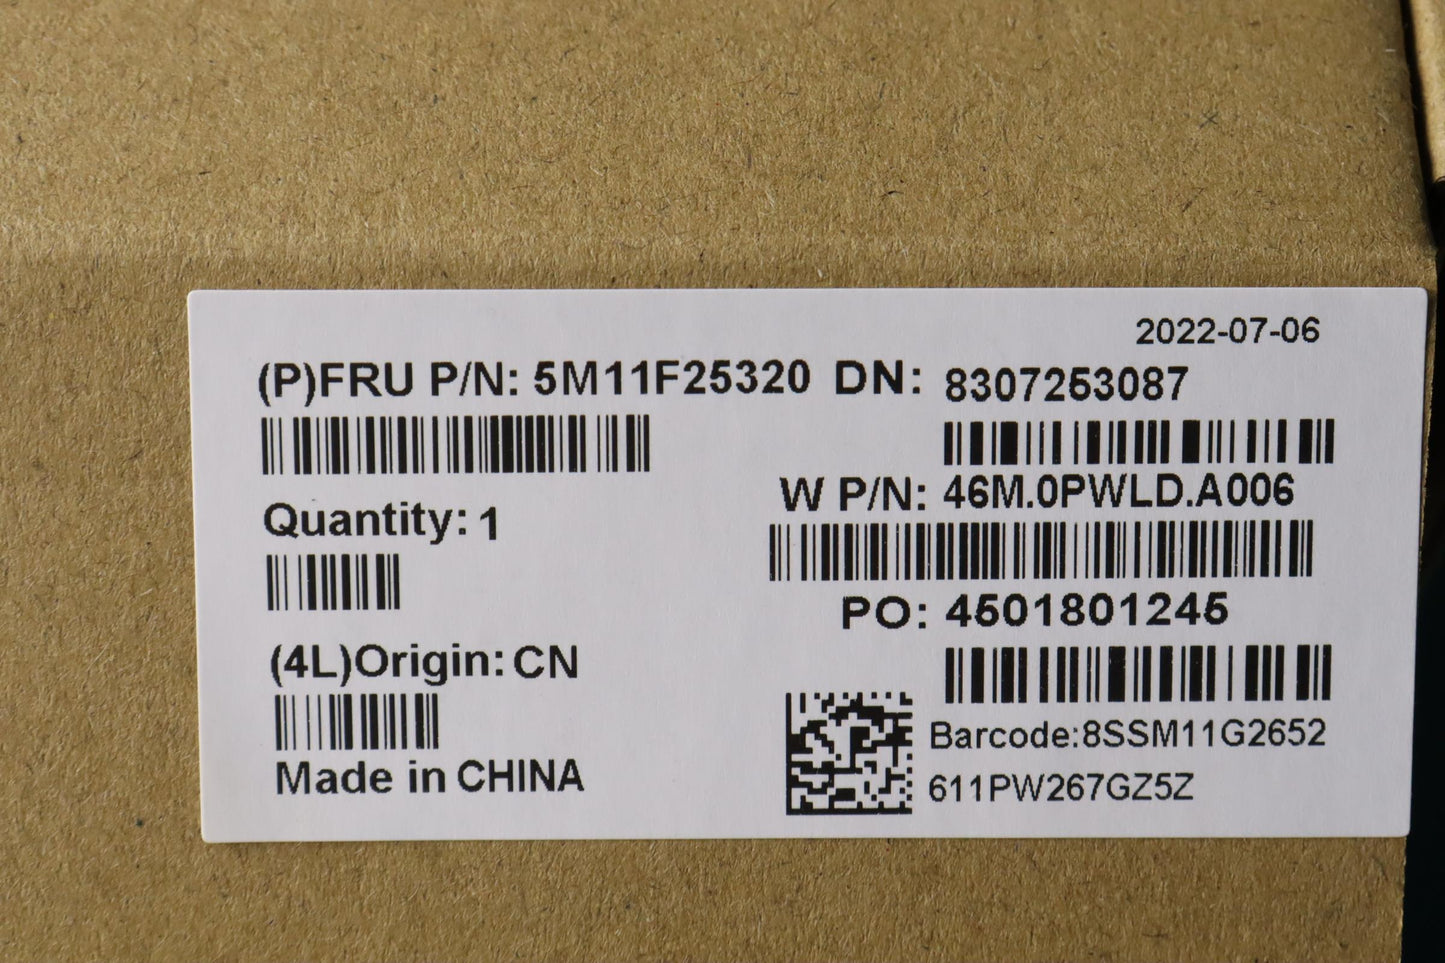 2022-07-06
(P)FRU P/N: 5M11F25320 DN: 8307253087
W P/N: 46M.0PWLD.A006
Quantity: 1
PO: 4501801245
(4L)Origin: CN
Barcode:8SSM11G2652
Made in CHINA
611PW267GZ5Z